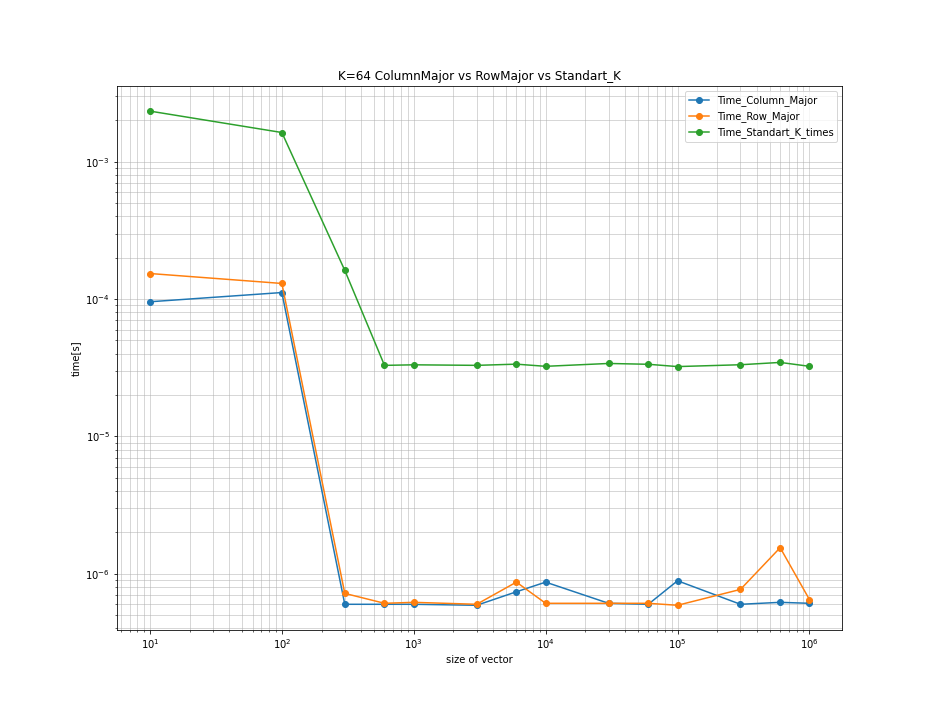 K=64 ColumnMajor vs RowMajor vs Standart_K
Time_Column_Major
Time_Row_Major
Time_Standart_K_times
10⁻³
10⁻⁴
10⁻⁵
10⁻⁶
time[s]
10¹ 10² 10³ 10⁴ 10⁵ 10⁶
size of vector